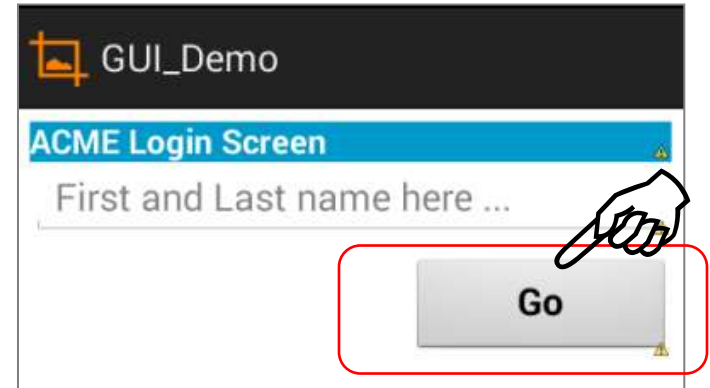 GUI_Demo
ACME Login Screen
First and Last name here ...
Go